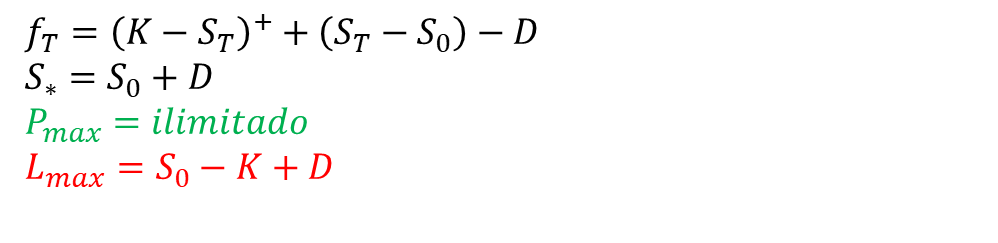 f_T = (K − S_T)^+ + (S_T − S_0) − D
S_* = S_0 + D
P_max = ilimitado
L_max = S_0 − K + D